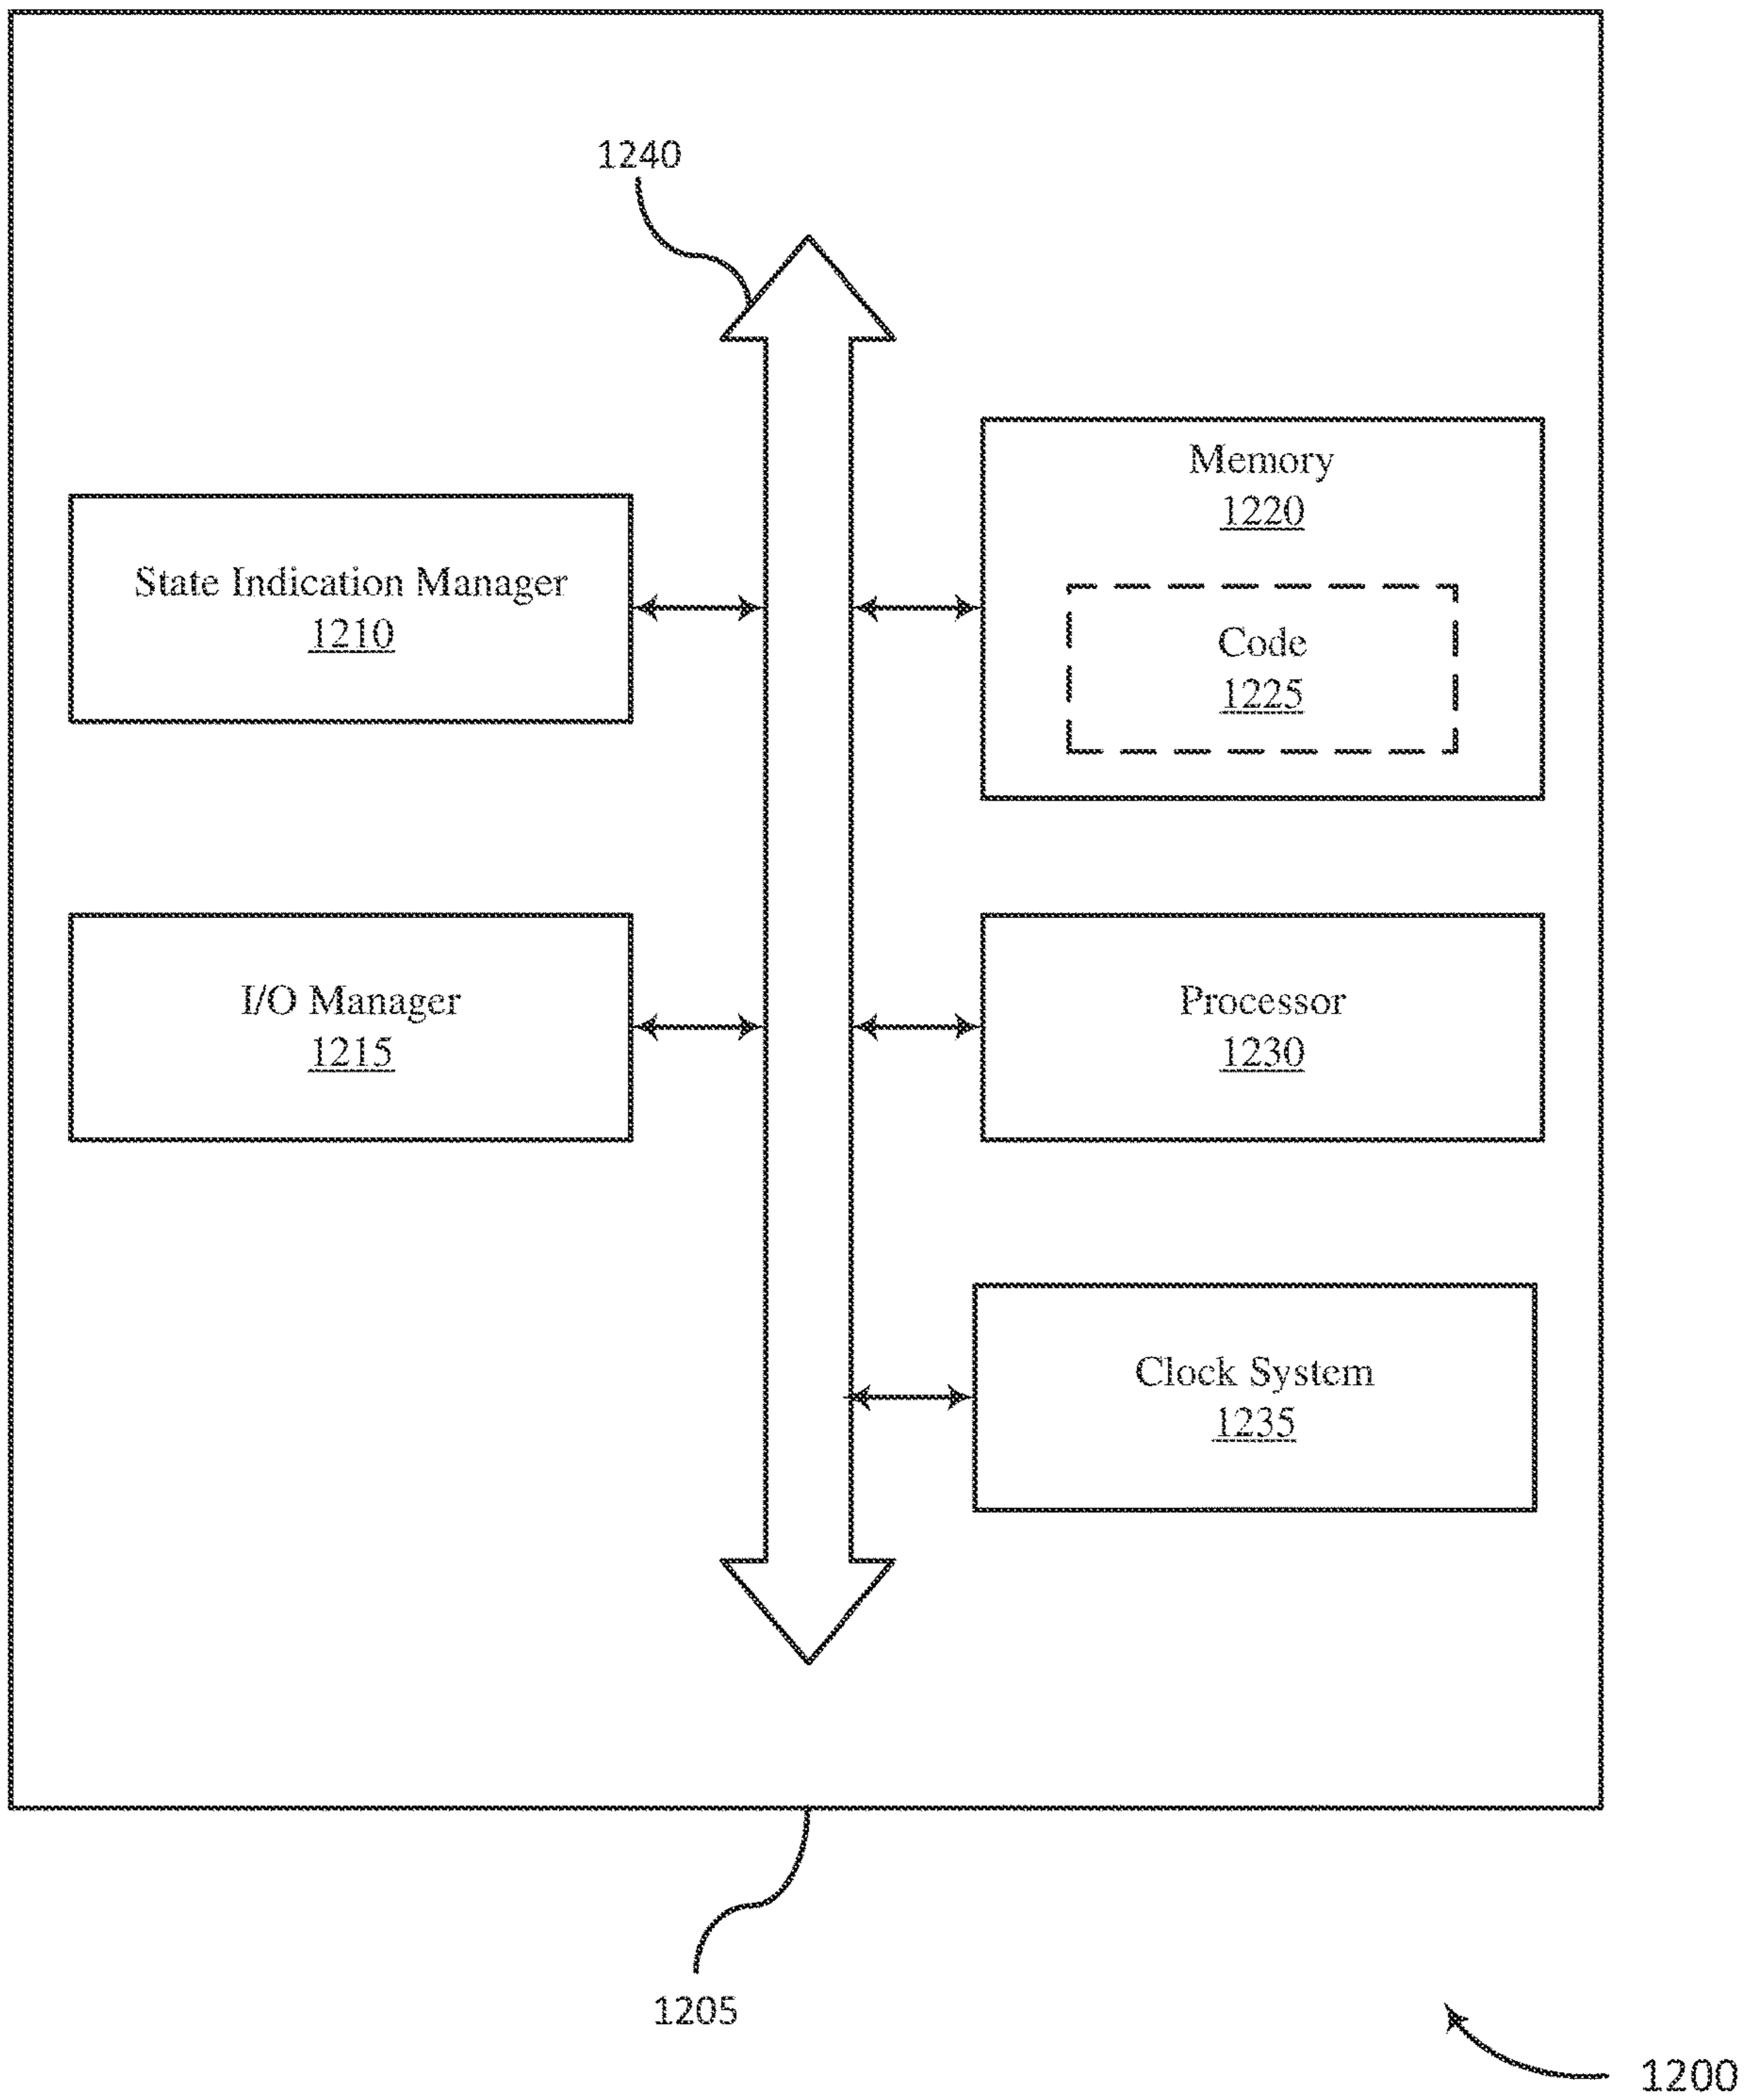 1240
State Indication Manager
1210
Memory
1220
Code
1225
I/O Manager
1215
Processor
1230
Clock System
1235
1205
1200